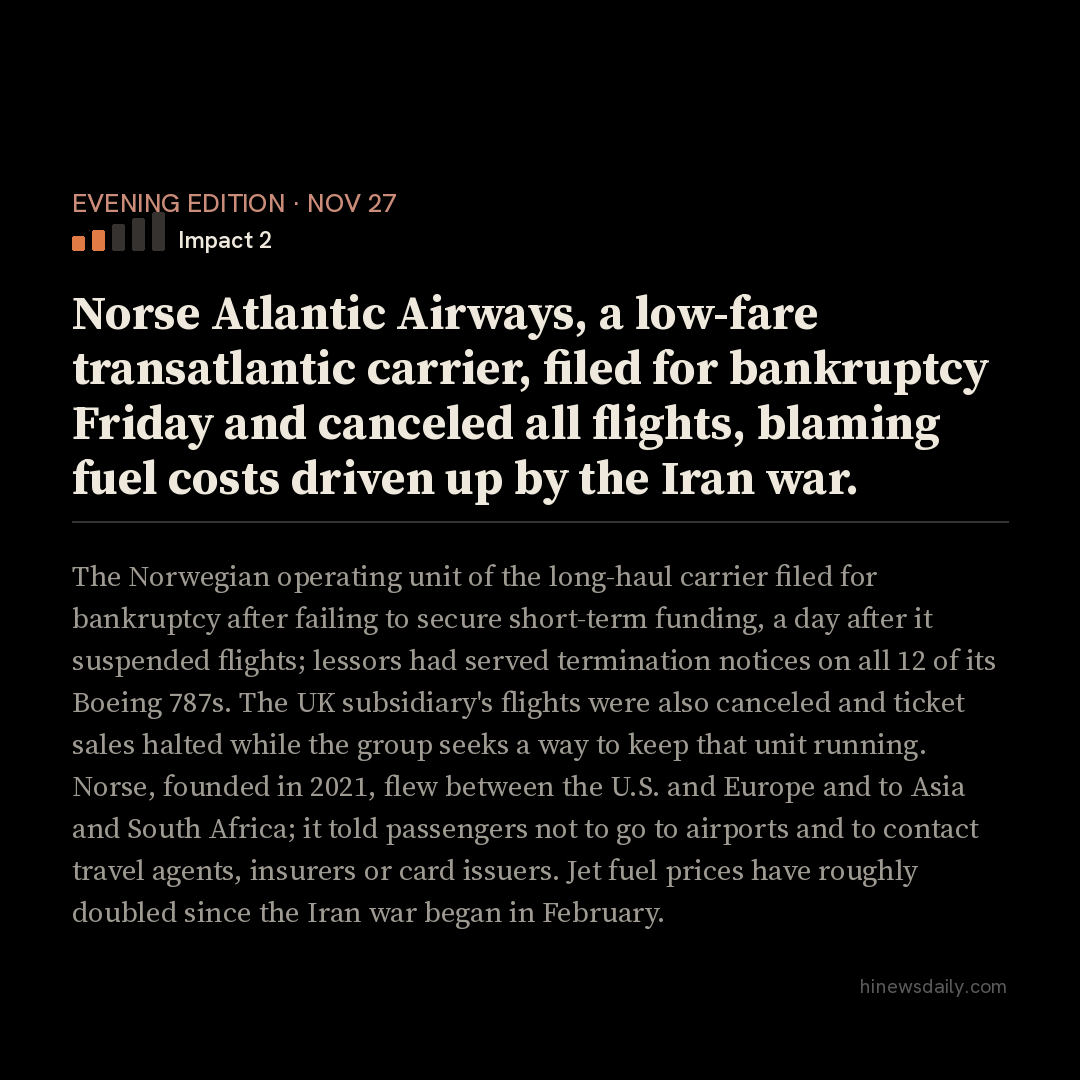 EVENING EDITION · NOV 27
Impact 2
Norse Atlantic Airways, a low-fare
transatlantic carrier, filed for bankruptcy
Friday and canceled all flights, blaming
fuel costs driven up by the Iran war.
The Norwegian operating unit of the long-haul carrier filed for
bankruptcy after failing to secure short-term funding, a day after it
suspended flights; lessors had served termination notices on all 12 of its
Boeing 787s. The UK subsidiary's flights were also canceled and ticket
sales halted while the group seeks a way to keep that unit running.
Norse, founded in 2021, flew between the U.S. and Europe and to Asia
and South Africa; it told passengers not to go to airports and to contact
travel agents, insurers or card issuers. Jet fuel prices have roughly
doubled since the Iran war began in February.
hinewsdaily.com